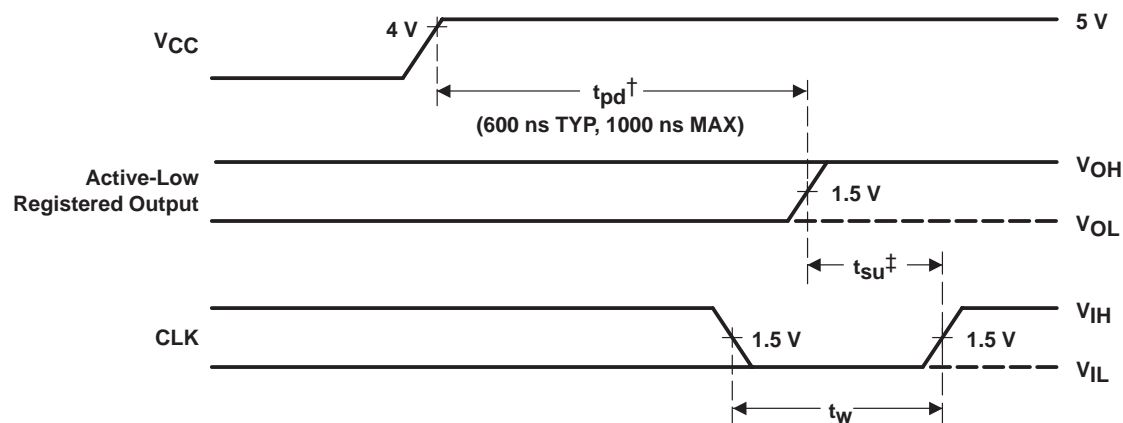 VCC
4 V
5 V
tpd†
(600 ns TYP, 1000 ns MAX)
Active-Low
Registered Output
1.5 V
VOH
VOL
tsu‡
CLK
1.5 V
1.5 V
VIH
VIL
tw